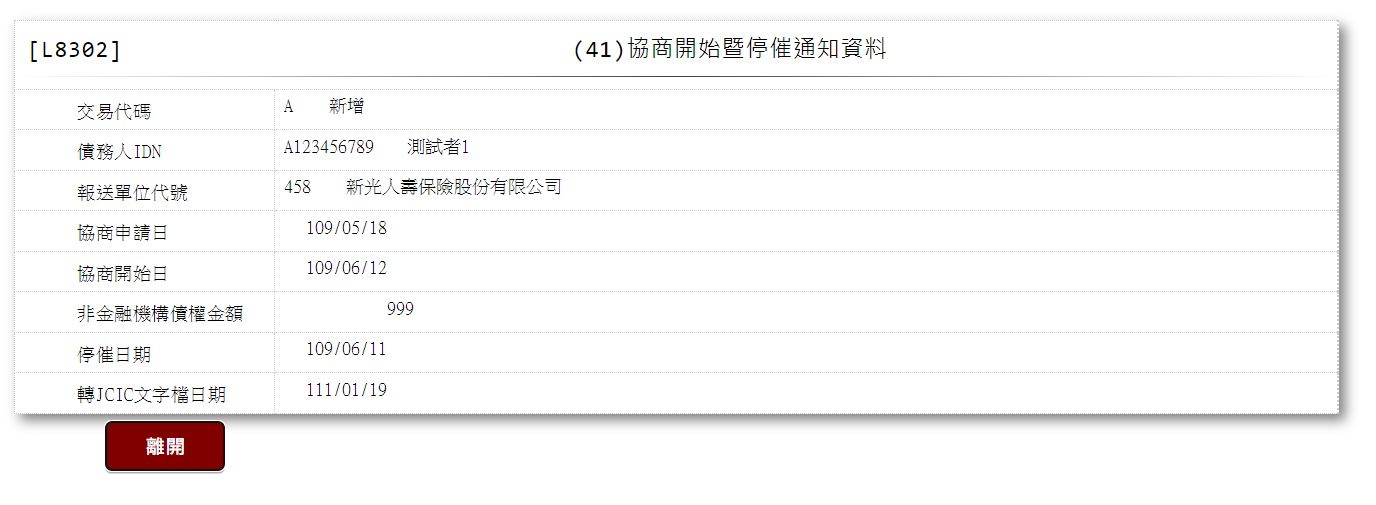 [L8302] (41)協商開始暨停催通知資料
交易代碼 A 新增
債務人IDN A123456789 測試者1
報送單位代號 458 新光人壽保險股份有限公司
協商申請日 109/05/18
協商開始日 109/06/12
非金融機構債權金額 999
停催日期 109/06/11
轉JCIC文字檔日期 111/01/19
離開